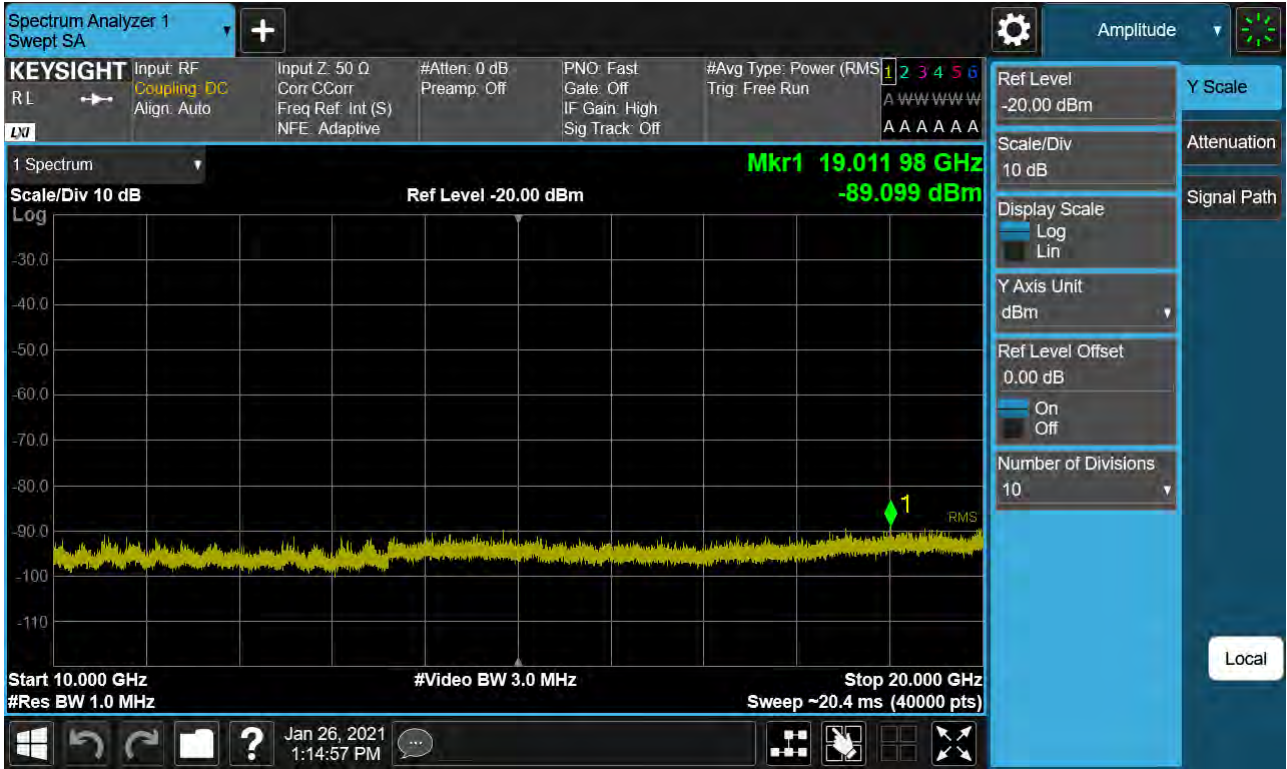 Spectrum Analyzer 1
Swept SA
Amplitude
KEYSIGHT
R L
LXI
Input: RF
Coupling: DC
Align: Auto
Input Z: 50 Ω
Corr CCorr
Freq Ref: Int (S)
NFE: Adaptive
#Atten: 0 dB
Preamp: Off
PNO: Fast
Gate: Off
IF Gain: High
Sig Track: Off
#Avg Type: Power (RMS
Trig: Free Run
1 2 3 4 5 6
A W W W W W
A A A A A A
1 Spectrum
Mkr1 19.011 98 GHz
-89.099 dBm
Scale/Div 10 dB
Ref Level -20.00 dBm
Log
-30.0
-40.0
-50.0
-60.0
-70.0
-80.0
-90.0
-100
-110
1
RMS
Start 10.000 GHz
#Video BW 3.0 MHz
Stop 20.000 GHz
#Res BW 1.0 MHz
Sweep ~20.4 ms (40000 pts)
Ref Level
-20.00 dBm
Scale/Div
10 dB
Display Scale
Log
Lin
Y Axis Unit
dBm
Ref Level Offset
0.00 dB
On
Off
Number of Divisions
10
Y Scale
Attenuation
Signal Path
Local
?
Jan 26, 2021
1:14:57 PM